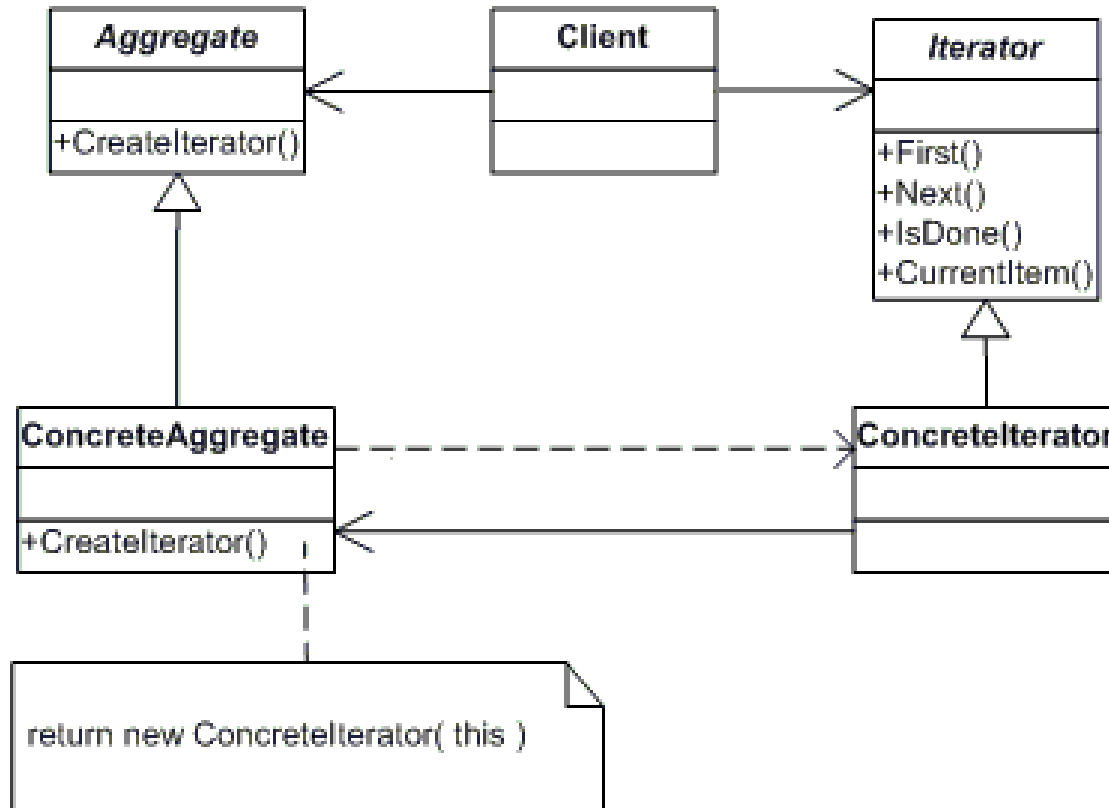 Aggregate
+CreateIterator()
Client
Iterator
+First()
+Next()
+IsDone()
+CurrentItem()
ConcreteAggregate
+CreateIterator()
ConcreteIterator
return new ConcreteIterator( this )